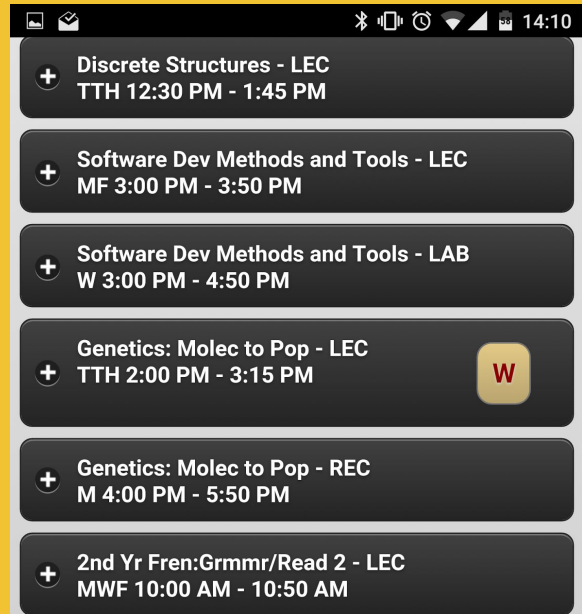 58 14:10
Discrete Structures - LEC
TTH 12:30 PM - 1:45 PM
Software Dev Methods and Tools - LEC
MF 3:00 PM - 3:50 PM
Software Dev Methods and Tools - LAB
W 3:00 PM - 4:50 PM
Genetics: Molec to Pop - LEC
TTH 2:00 PM - 3:15 PM
W
Genetics: Molec to Pop - REC
M 4:00 PM - 5:50 PM
2nd Yr Fren:Grmmr/Read 2 - LEC
MWF 10:00 AM - 10:50 AM